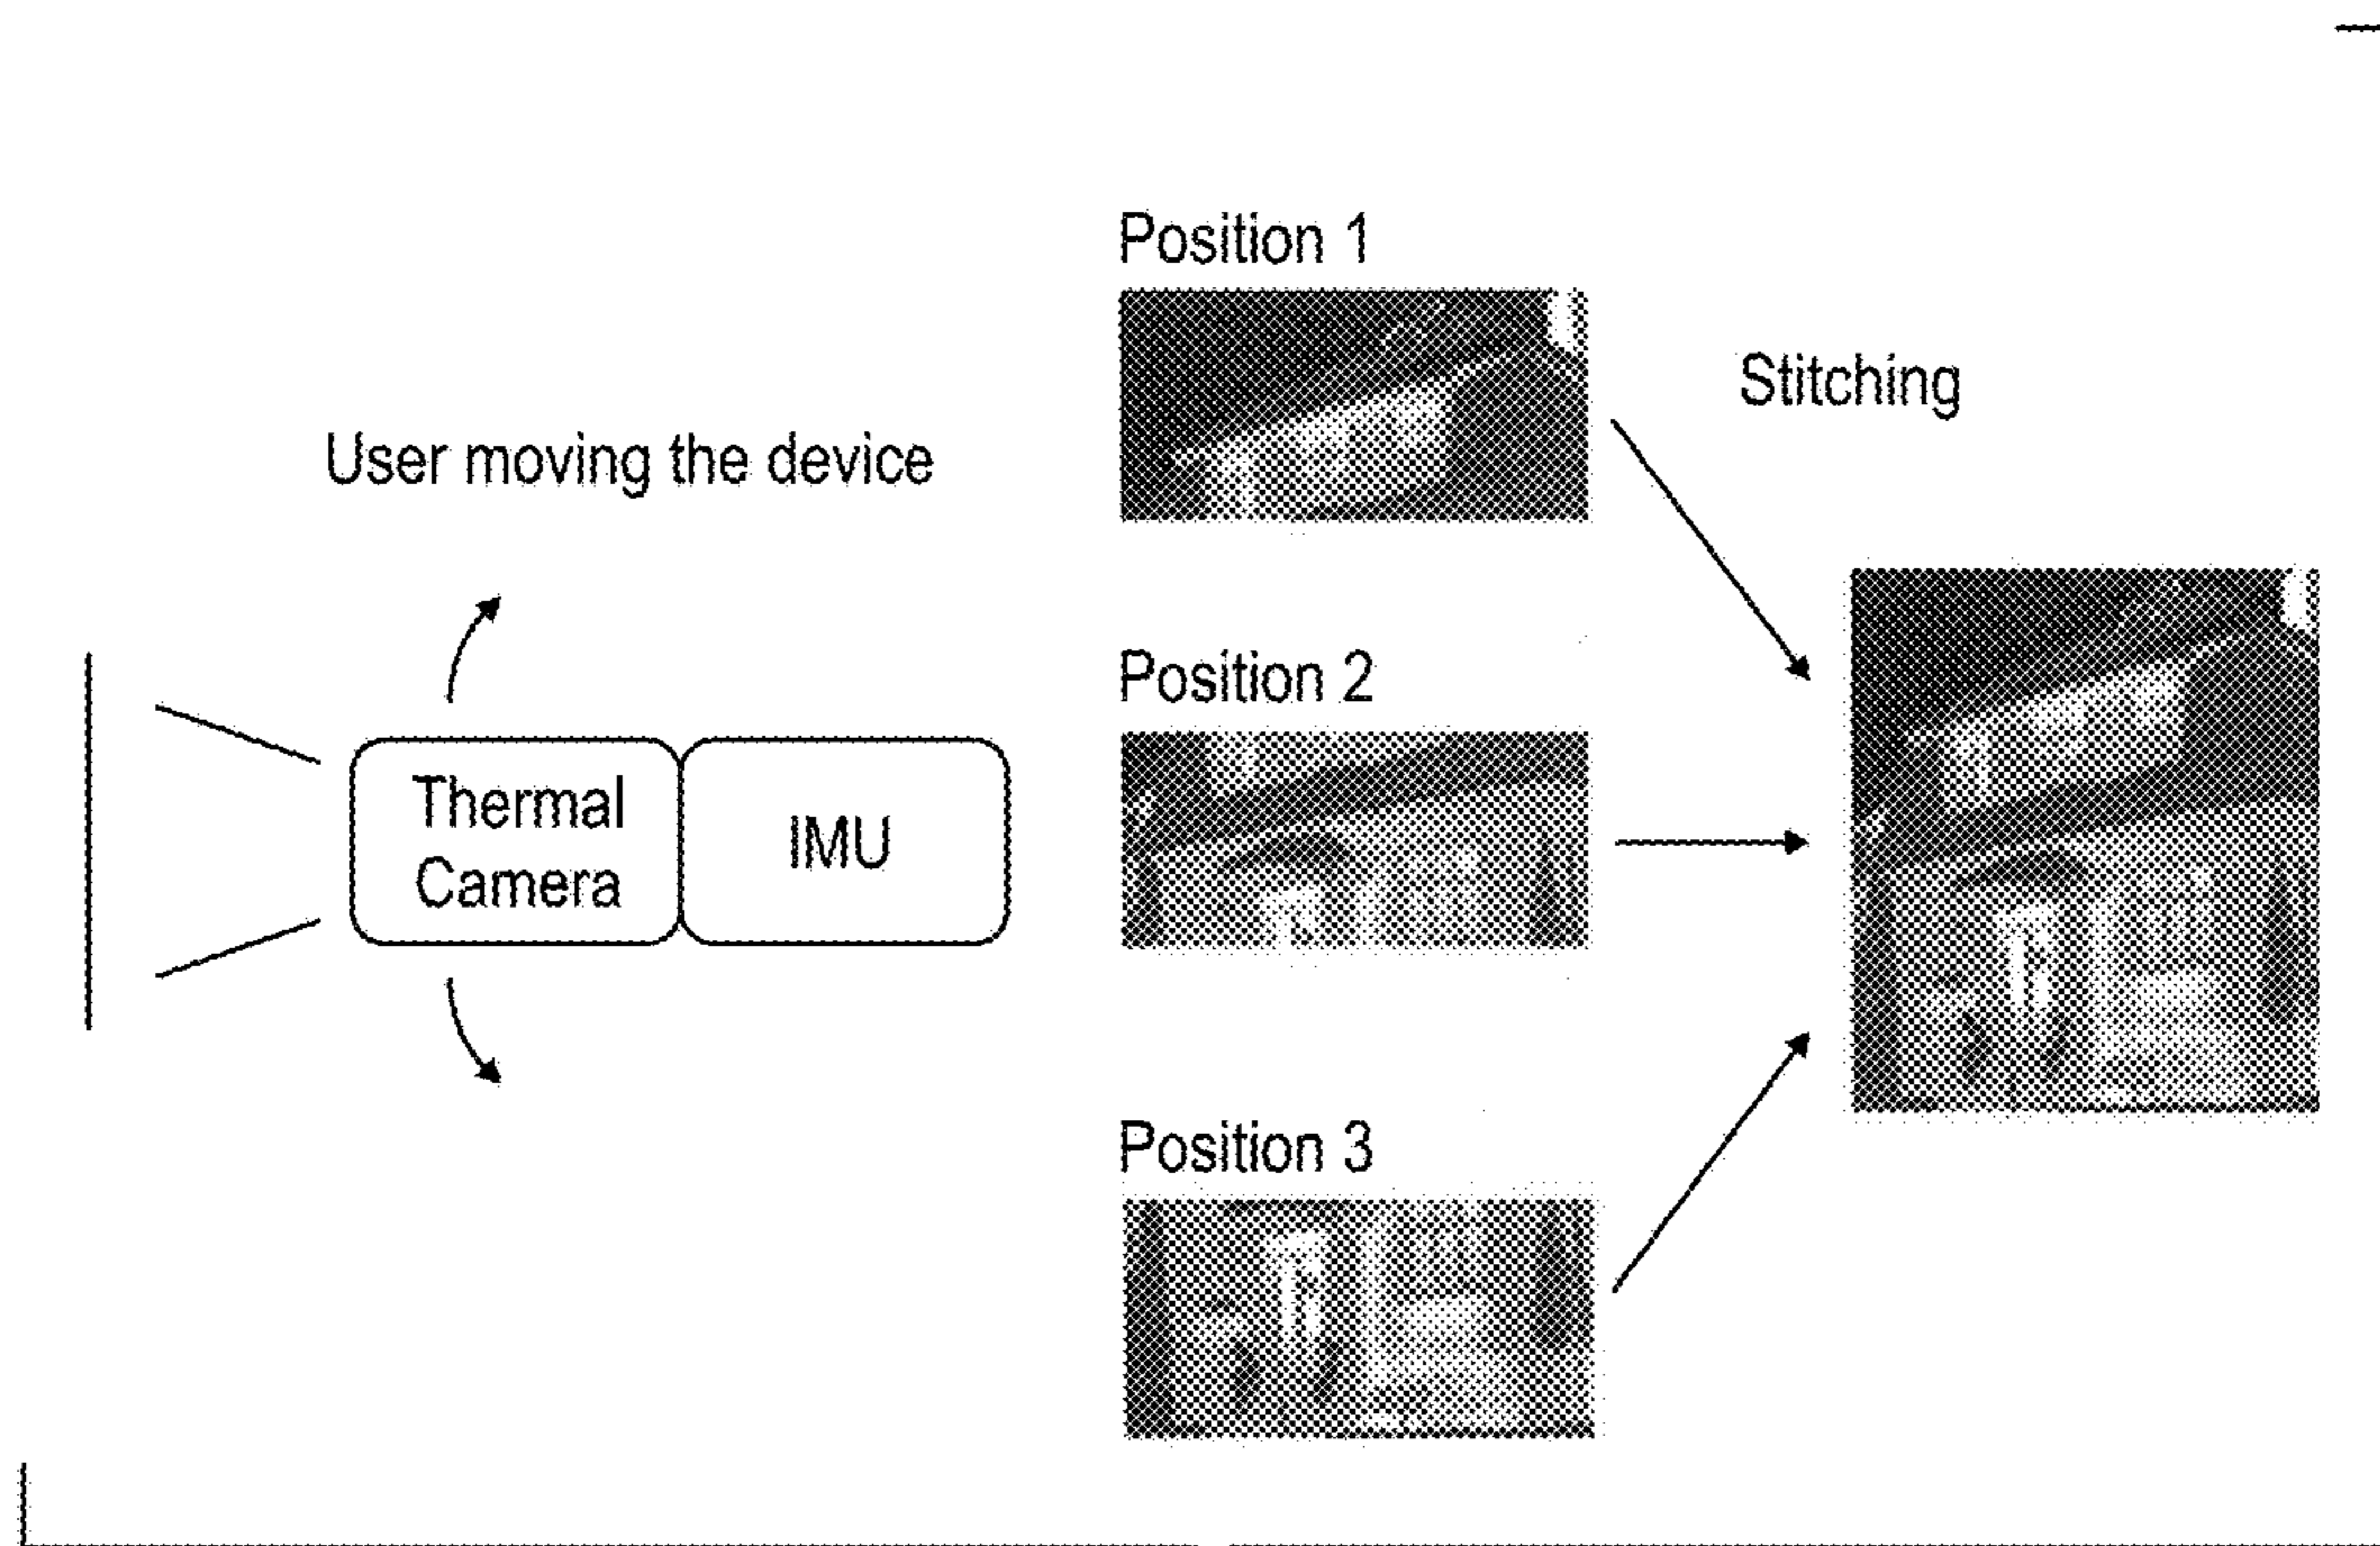 User moving the device
Thermal
Camera
IMU
Position 1
Position 2
Position 3
Stitching